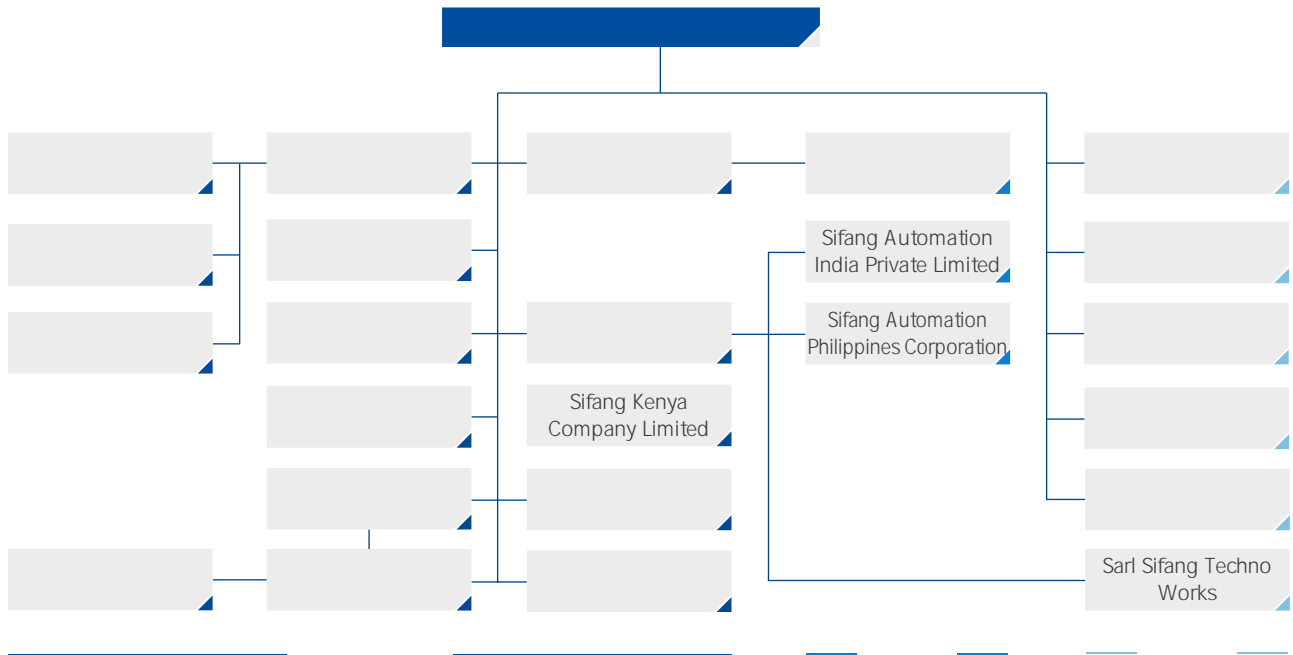 Sifang Automation
India Private Limited
Sifang Automation
Philippines Corporation
Sifang Kenya
Company Limited
Sarl Sifang Techno
Works